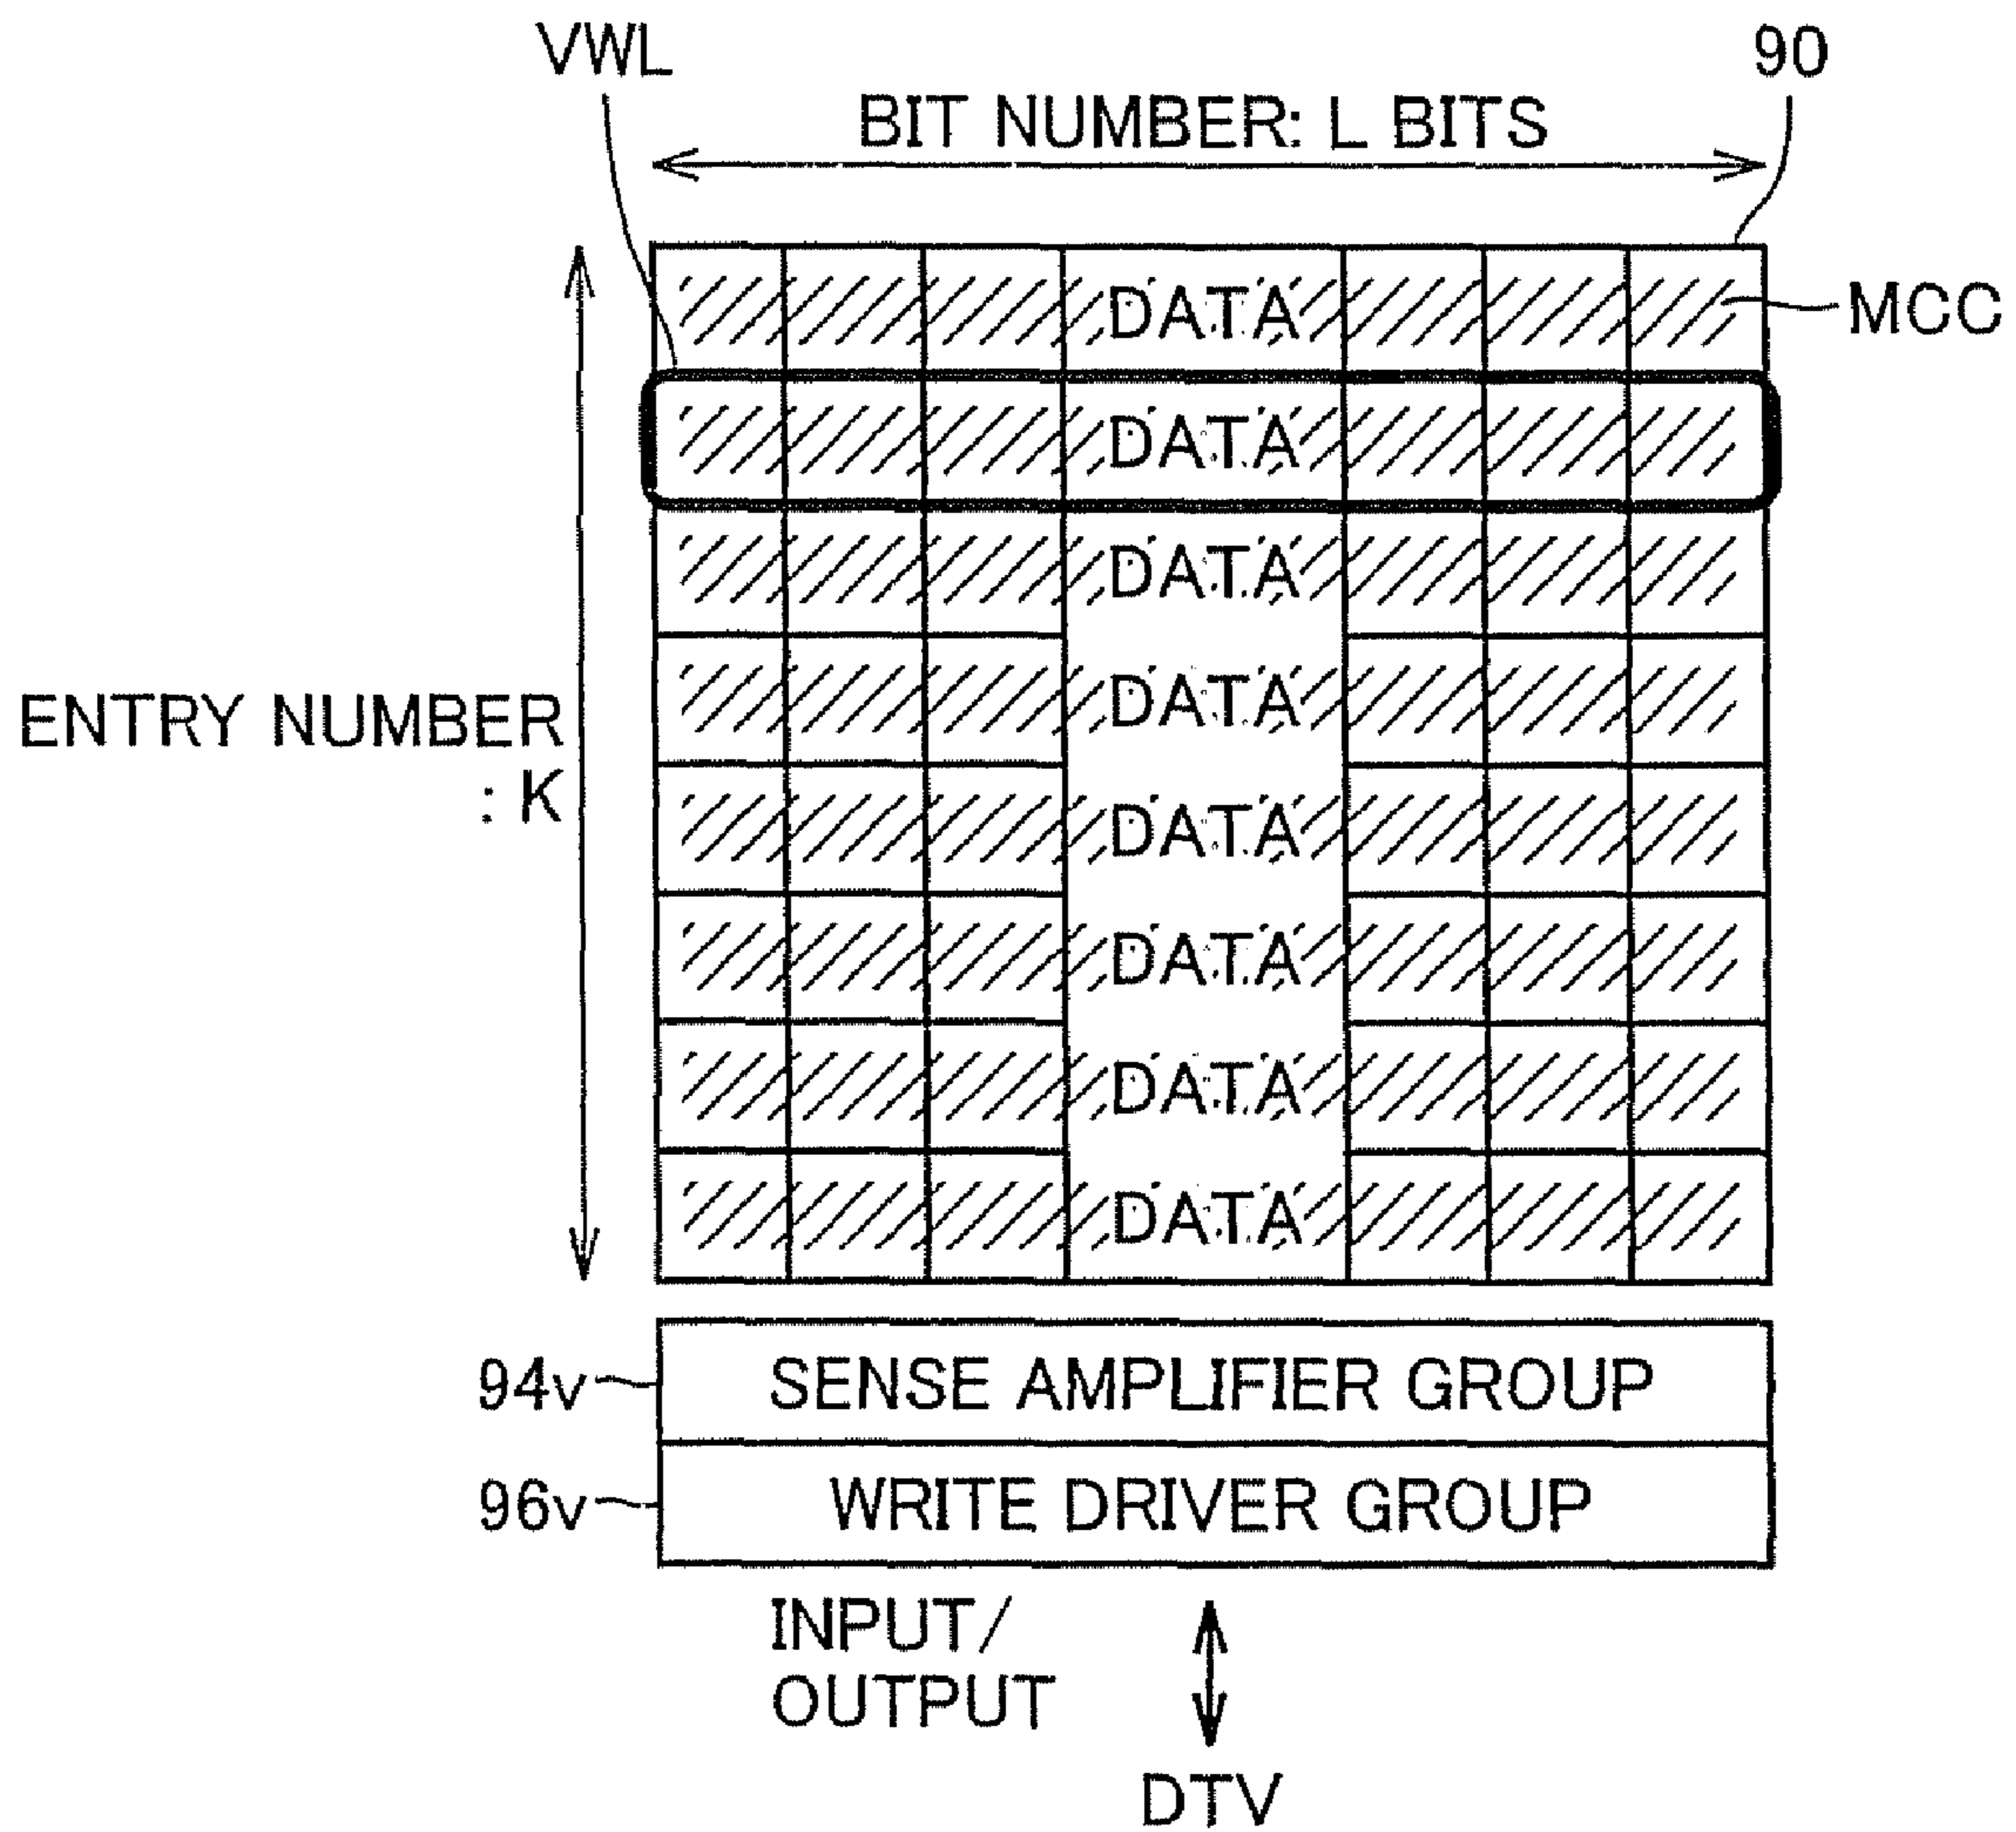 VWL
90
BIT NUMBER: L BITS
DATA
MCC
DATA
DATA
ENTRY NUMBER
: K
DATA
DATA
DATA
DATA
DATA
94v
SENSE AMPLIFIER GROUP
96v
WRITE DRIVER GROUP
INPUT/
OUTPUT
DTV